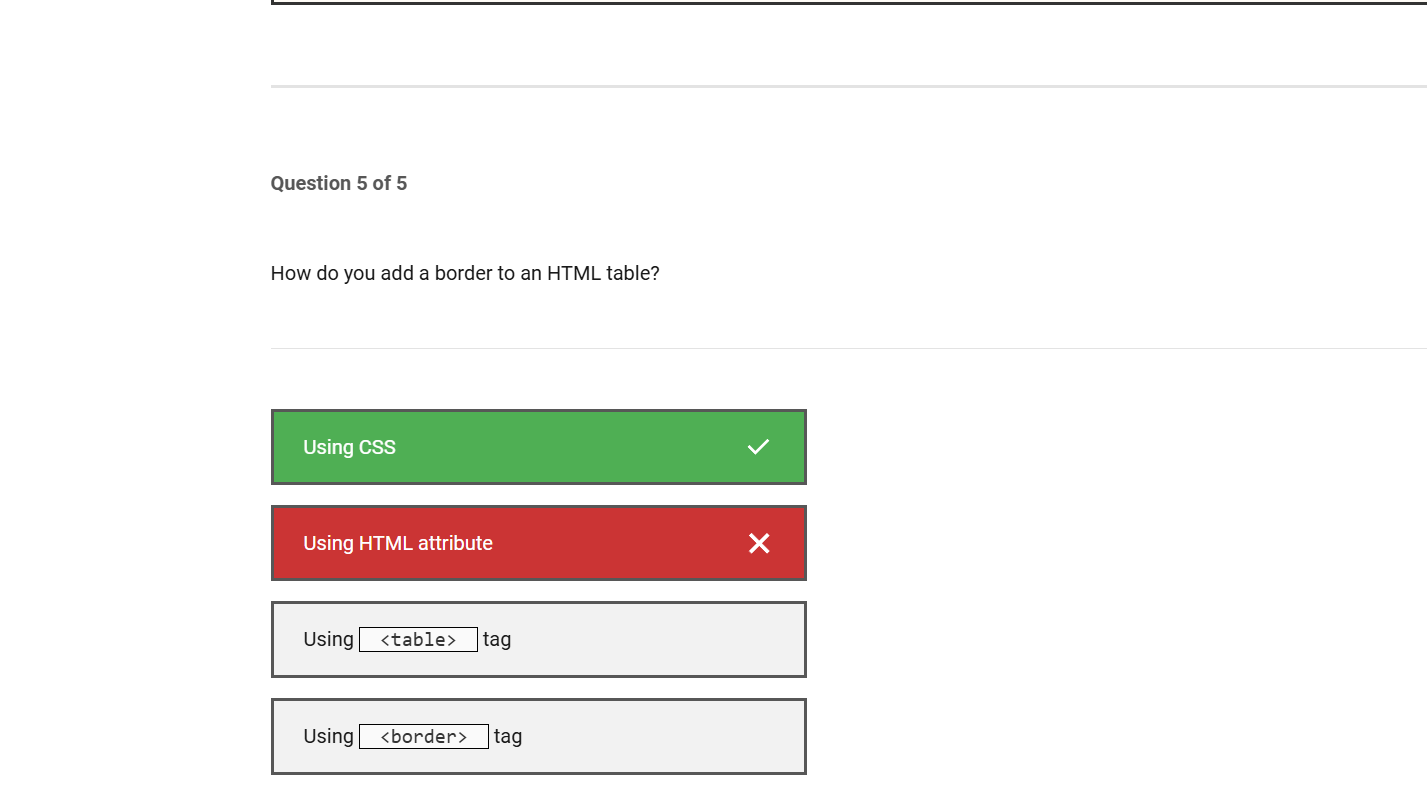 Question 5 of 5
How do you add a border to an HTML table?
Using CSS
Using HTML attribute
Using <table> tag
Using <border> tag